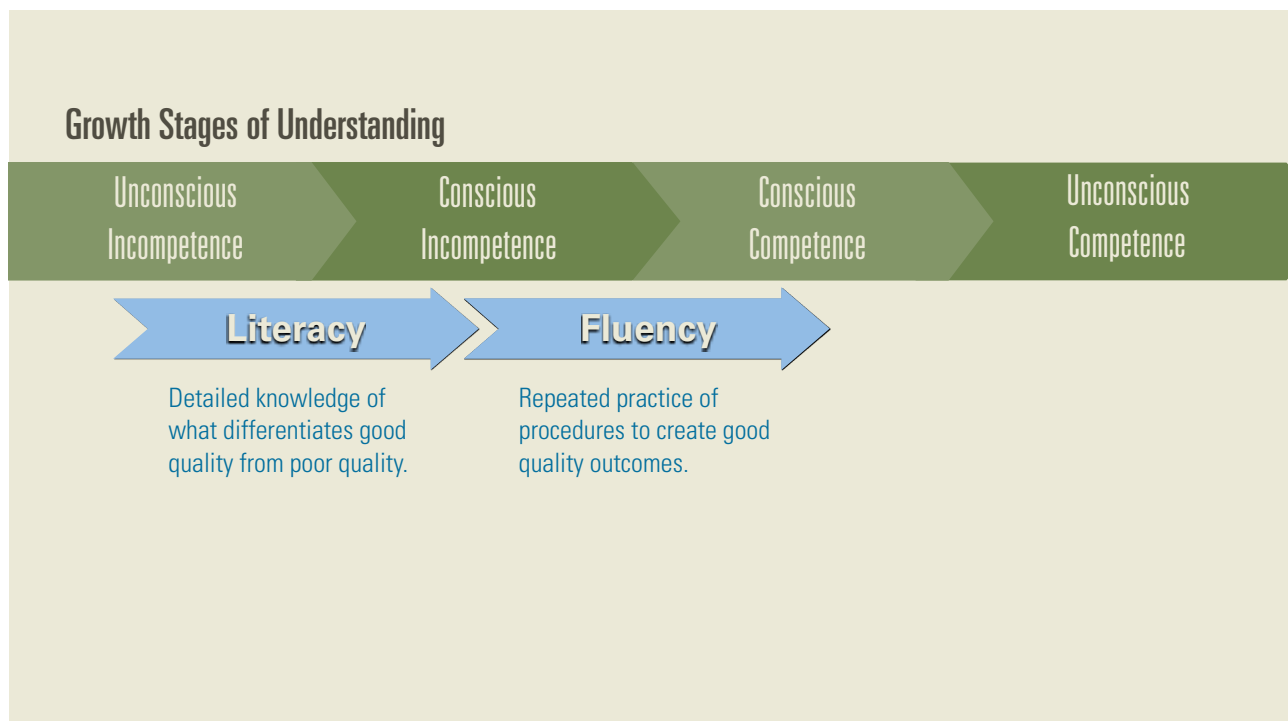 Growth Stages of Understanding
Unconscious
Incompetence
Conscious
Incompetence
Conscious
Competence
Unconscious
Competence
Literacy
Detailed knowledge of
what differentiates good
quality from poor quality.
Fluency
Repeated practice of
procedures to create good
quality outcomes.